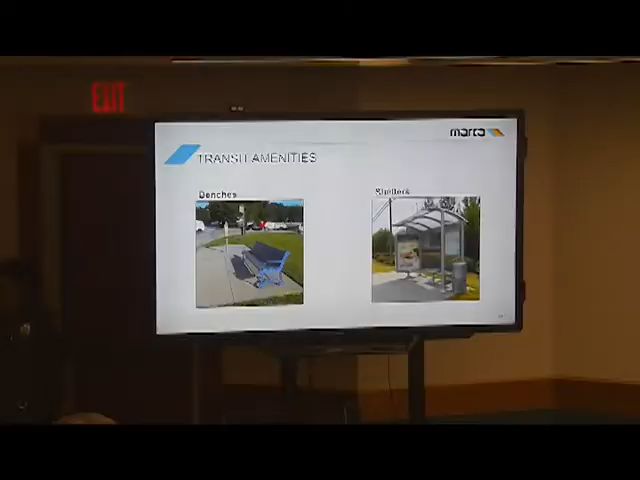 EXIT
marta
TRANSIT AMENITIES
Benches
Shelters